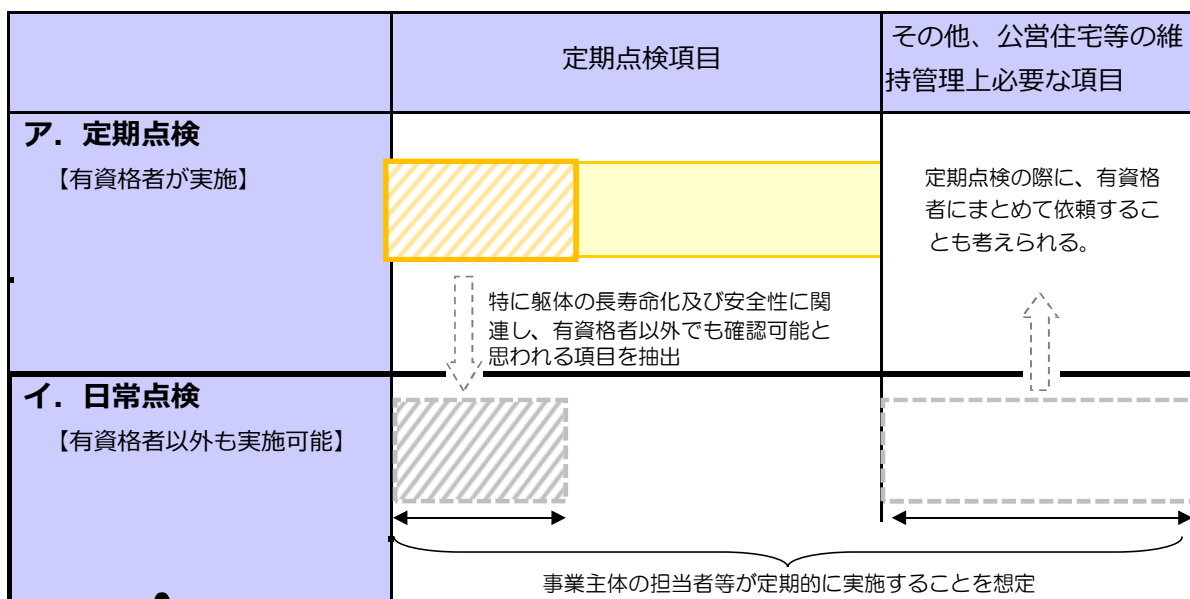 定期点検項目
その他、公営住宅等の維
持管理上必要な項目
ア．定期点検
【有資格者が実施】
定期点検の際に、有資格
者にまとめて依頼するこ
とも考えられる。
特に躯体の長寿命化及び安全性に関
連し、有資格者以外でも確認可能と
思われる項目を抽出
イ．日常点検
【有資格者以外も実施可能】
事業主体の担当者等が定期的に実施することを想定